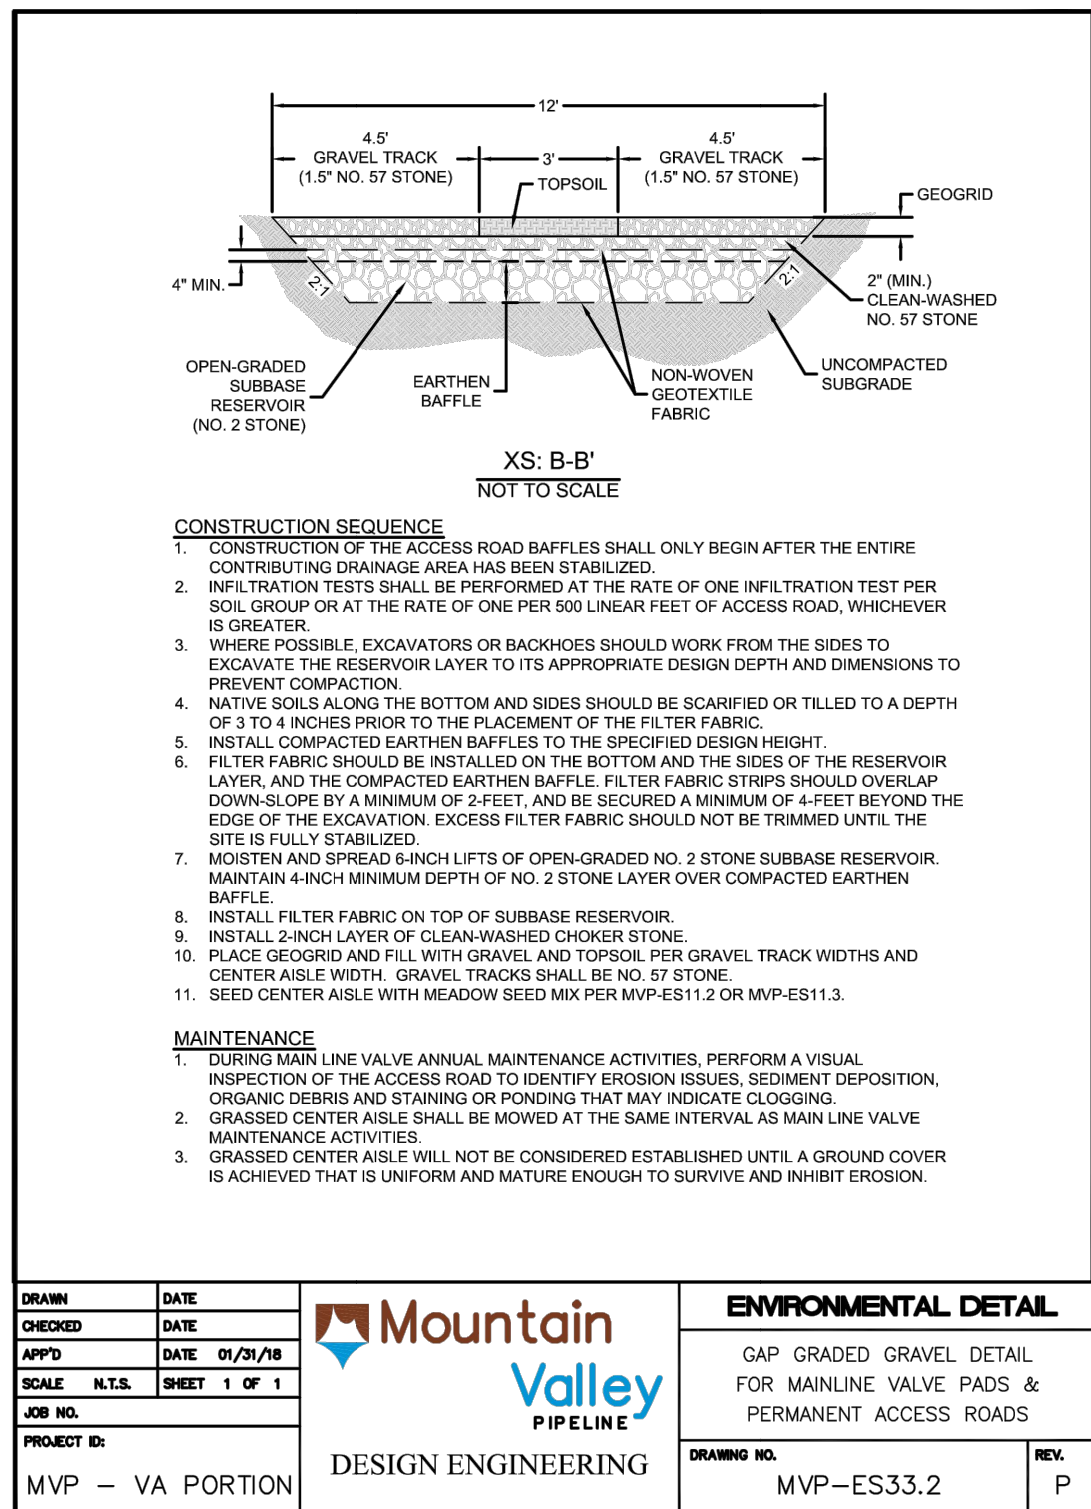 12'
4.5'
GRAVEL TRACK
(1.5" NO. 57 STONE)
3'
TOPSOIL
4.5'
GRAVEL TRACK
(1.5" NO. 57 STONE)
GEOGRID
4" MIN.
2:1
2:1
2" (MIN.)
CLEAN-WASHED
NO. 57 STONE
OPEN-GRADED
SUBBASE
RESERVOIR
(NO. 2 STONE)
EARTHEN
BAFFLE
NON-WOVEN
GEOTEXTILE
FABRIC
UNCOMPACTED
SUBGRADE
XS: B-B'
NOT TO SCALE
CONSTRUCTION SEQUENCE
1. CONSTRUCTION OF THE ACCESS ROAD BAFFLES SHALL ONLY BEGIN AFTER THE ENTIRE
CONTRIBUTING DRAINAGE AREA HAS BEEN STABILIZED.
2. INFILTRATION TESTS SHALL BE PERFORMED AT THE RATE OF ONE INFILTRATION TEST PER
SOIL GROUP OR AT THE RATE OF ONE PER 500 LINEAR FEET OF ACCESS ROAD, WHICHEVER
IS GREATER.
3. WHERE POSSIBLE, EXCAVATORS OR BACKHOES SHOULD WORK FROM THE SIDES TO
EXCAVATE THE RESERVOIR LAYER TO ITS APPROPRIATE DESIGN DEPTH AND DIMENSIONS TO
PREVENT COMPACTION.
4. NATIVE SOILS ALONG THE BOTTOM AND SIDES SHOULD BE SCARIFIED OR TILLED TO A DEPTH
OF 3 TO 4 INCHES PRIOR TO THE PLACEMENT OF THE FILTER FABRIC.
5. INSTALL COMPACTED EARTHEN BAFFLES TO THE SPECIFIED DESIGN HEIGHT.
6. FILTER FABRIC SHOULD BE INSTALLED ON THE BOTTOM AND THE SIDES OF THE RESERVOIR
LAYER, AND THE COMPACTED EARTHEN BAFFLE. FILTER FABRIC STRIPS SHOULD OVERLAP
DOWN-SLOPE BY A MINIMUM OF 2-FEET, AND BE SECURED A MINIMUM OF 4-FEET BEYOND THE
EDGE OF THE EXCAVATION. EXCESS FILTER FABRIC SHOULD NOT BE TRIMMED UNTIL THE
SITE IS FULLY STABILIZED.
7. MOISTEN AND SPREAD 6-INCH LIFTS OF OPEN-GRADED NO. 2 STONE SUBBASE RESERVOIR.
MAINTAIN 4-INCH MINIMUM DEPTH OF NO. 2 STONE LAYER OVER COMPACTED EARTHEN
BAFFLE.
8. INSTALL FILTER FABRIC ON TOP OF SUBBASE RESERVOIR.
9. INSTALL 2-INCH LAYER OF CLEAN-WASHED CHOKER STONE.
10. PLACE GEOGRID AND FILL WITH GRAVEL AND TOPSOIL PER GRAVEL TRACK WIDTHS AND
CENTER AISLE WIDTH. GRAVEL TRACKS SHALL BE NO. 57 STONE.
11. SEED CENTER AISLE WITH MEADOW SEED MIX PER MVP-ES11.2 OR MVP-ES11.3.
MAINTENANCE
1. DURING MAIN LINE VALVE ANNUAL MAINTENANCE ACTIVITIES, PERFORM A VISUAL
INSPECTION OF THE ACCESS ROAD TO IDENTIFY EROSION ISSUES, SEDIMENT DEPOSITION,
ORGANIC DEBRIS AND STAINING OR PONDING THAT MAY INDICATE CLOGGING.
2. GRASSED CENTER AISLE SHALL BE MOWED AT THE SAME INTERVAL AS MAIN LINE VALVE
MAINTENANCE ACTIVITIES.
3. GRASSED CENTER AISLE WILL NOT BE CONSIDERED ESTABLISHED UNTIL A GROUND COVER
IS ACHIEVED THAT IS UNIFORM AND MATURE ENOUGH TO SURVIVE AND INHIBIT EROSION.
DRAWN DATE
CHECKED DATE
APP'D DATE 01/31/18
SCALE N.T.S. SHEET 1 OF 1
JOB NO.
PROJECT ID:
MVP - VA PORTION
Mountain
Valley
PIPELINE
DESIGN ENGINEERING
ENVIRONMENTAL DETAIL
GAP GRADED GRAVEL DETAIL
FOR MAINLINE VALVE PADS &
PERMANENT ACCESS ROADS
DRAWING NO.
MVP-ES33.2
REV.
P